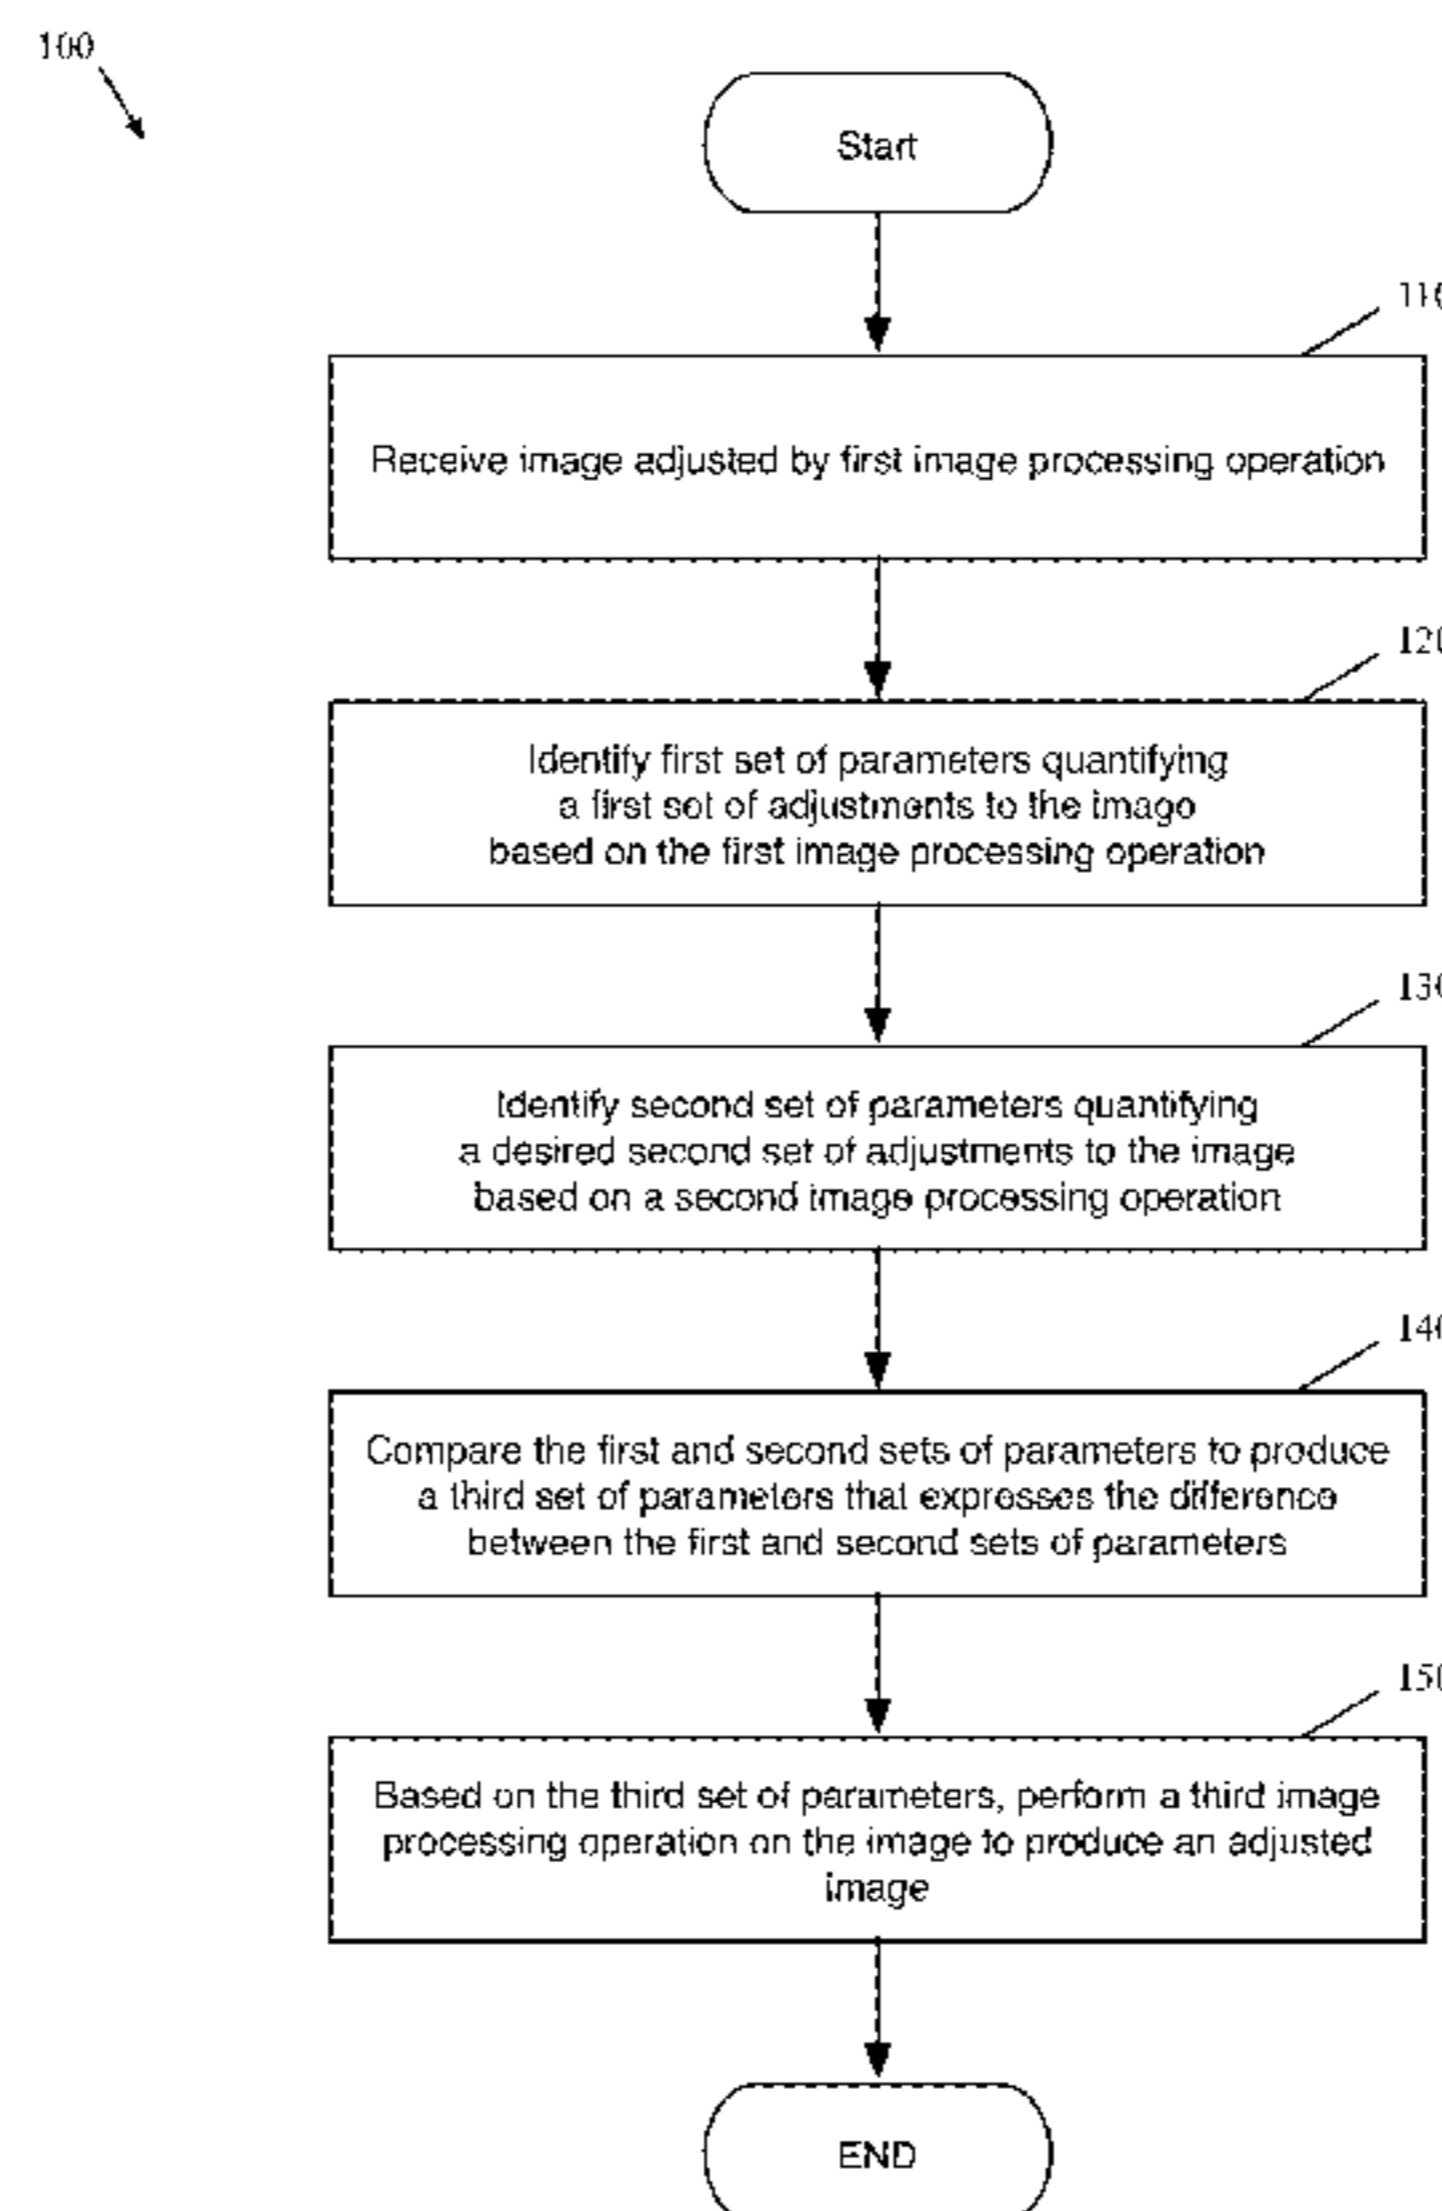 100
Start
110
Receive image adjusted by first image processing operation
120
Identify first set of parameters quantifying
a first set of adjustments to the image
based on the first image processing operation
130
Identify second set of parameters quantifying
a desired second set of adjustments to the image
based on a second image processing operation
140
Compare the first and second sets of parameters to produce
a third set of parameters that expresses the difference
between the first and second sets of parameters
150
Based on the third set of parameters, perform a third image
processing operation on the image to produce an adjusted
image
END